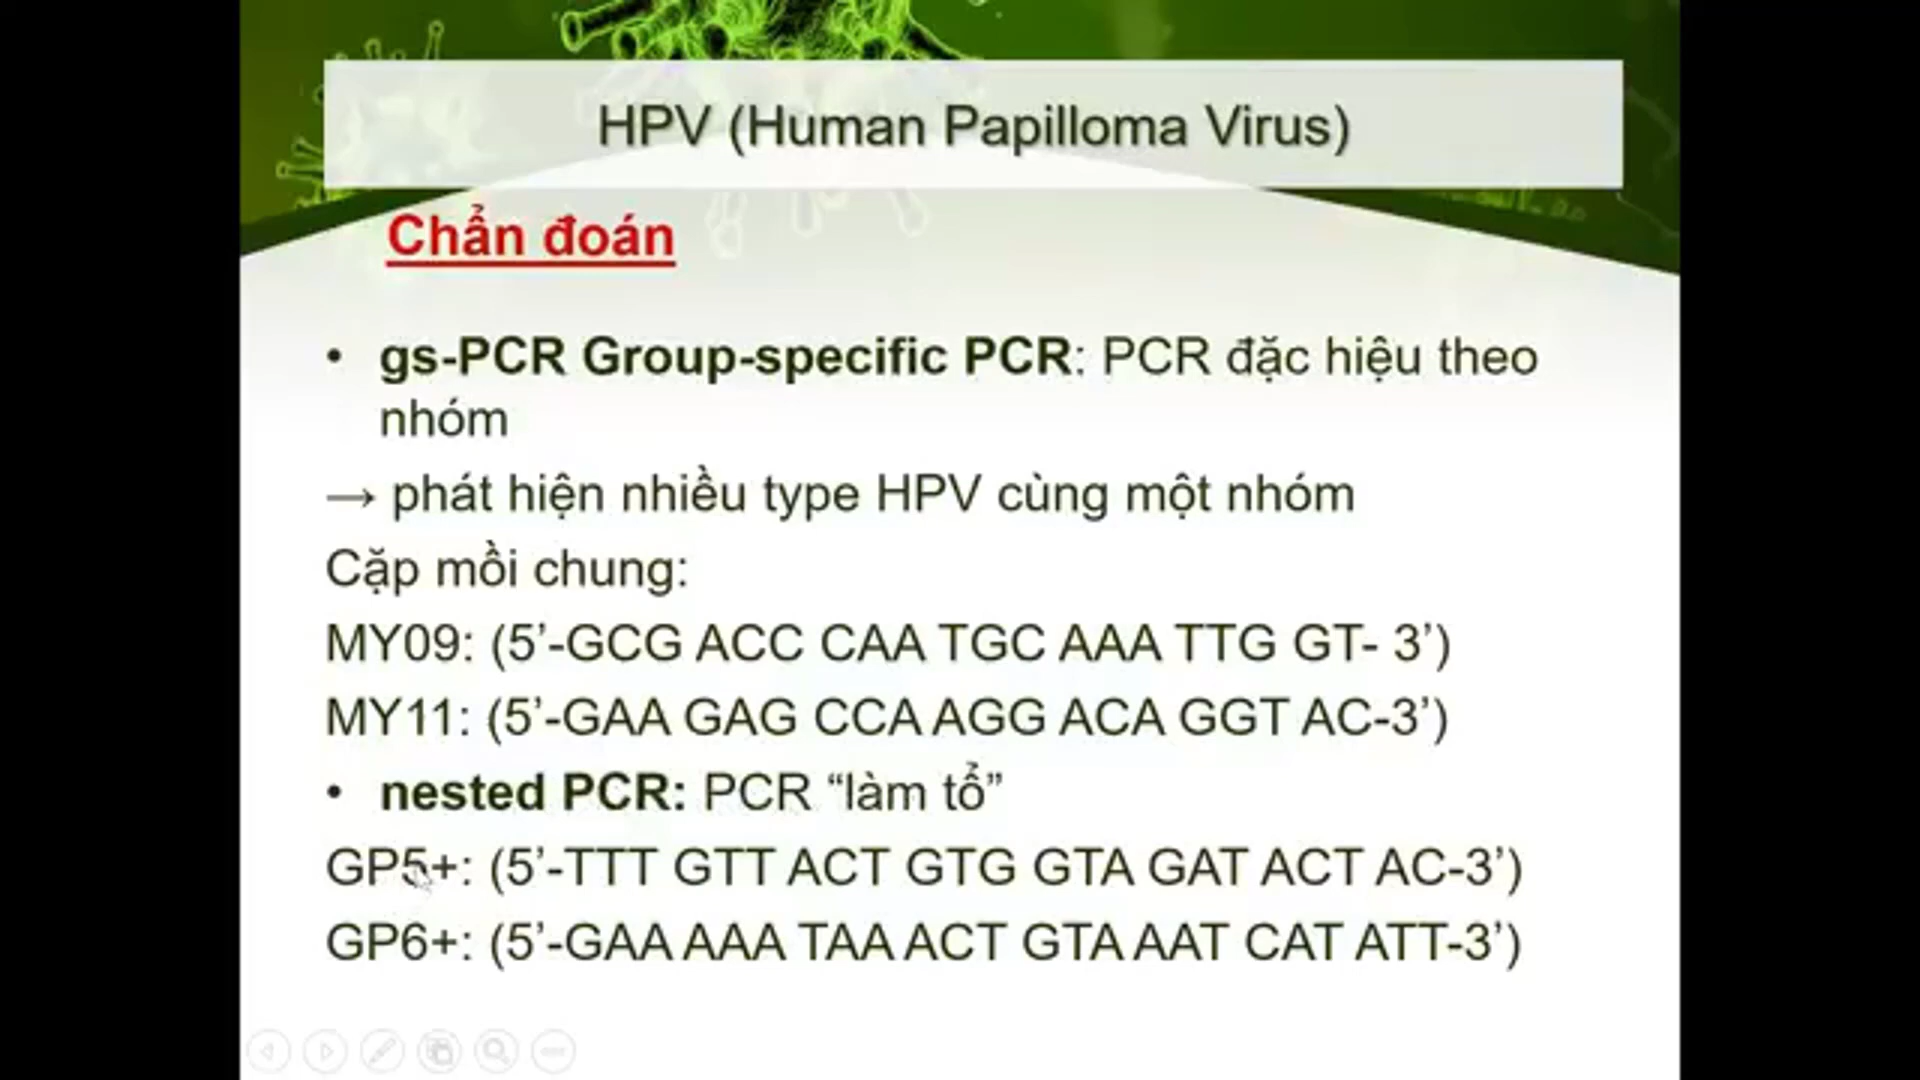 HPV (Human Papilloma Virus)
Chẩn đoán
• gs-PCR Group-specific PCR: PCR đặc hiệu theo
nhóm
→ phát hiện nhiều type HPV cùng một nhóm
Cặp mồi chung:
MY09: (5’-GCG ACC CAA TGC AAA TTG GT- 3’)
MY11: (5’-GAA GAG CCA AGG ACA GGT AC-3’)
• nested PCR: PCR “làm tổ”
GP5+: (5’-TTT GTT ACT GTG GTA GAT ACT AC-3’)
GP6+: (5’-GAA AAA TAA ACT GTA AAT CAT ATT-3’)